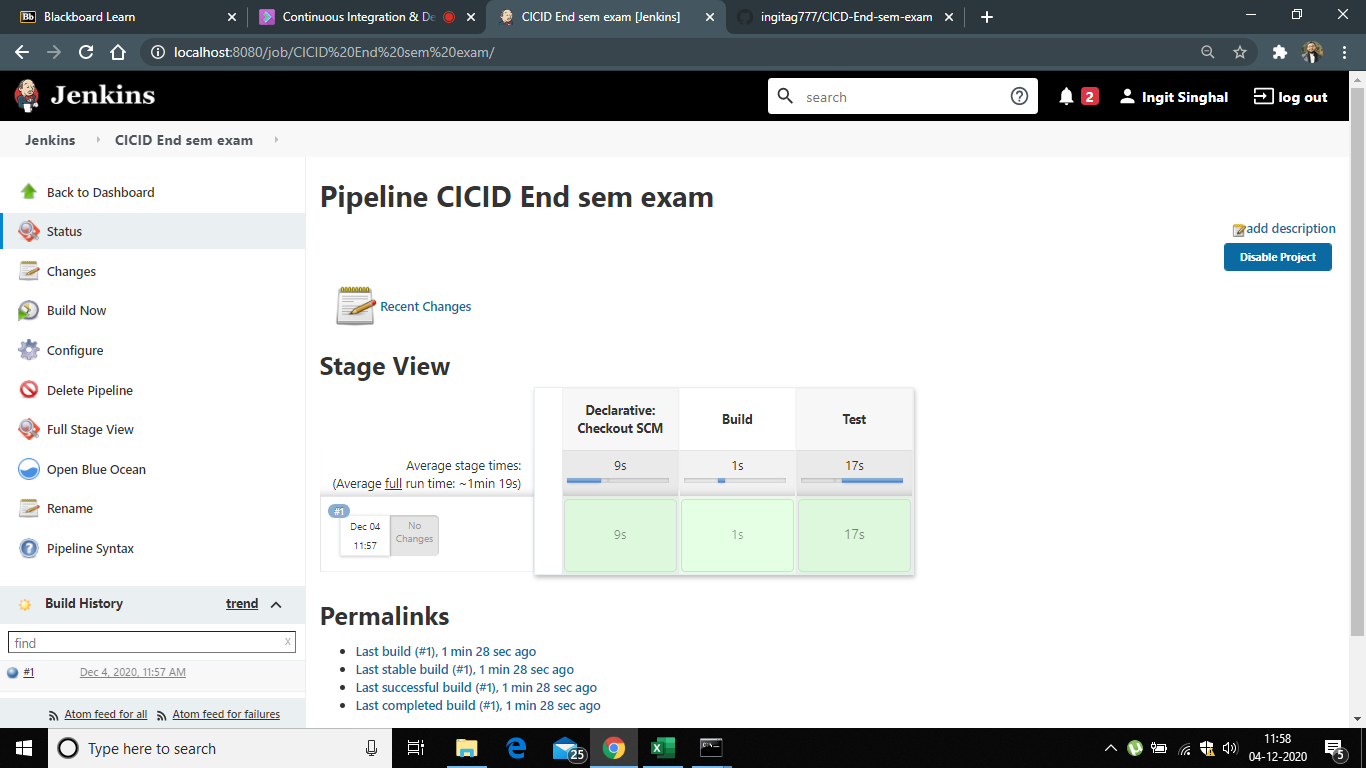 Blackboard Learn
Continuous Integration & De
CICID End sem exam [Jenkins]
ingitag777/CICD-End-sem-exam
localhost:8080/job/CICID%20End%20sem%20exam/
Jenkins
search
2
Ingit Singhal
log out
Jenkins
CICID End sem exam
Back to Dashboard
Status
Changes
Build Now
Configure
Delete Pipeline
Full Stage View
Open Blue Ocean
Rename
Pipeline Syntax
Build History
trend
find
x
#1
Dec 4, 2020, 11:57 AM
Atom feed for all
Atom feed for failures
Pipeline CICID End sem exam
add description
Disable Project
Recent Changes
Stage View
Declarative:
Checkout SCM
Build
Test
Average stage times:
(Average full run time: ~1min 19s)
9s
1s
17s
#1
Dec 04
11:57
No
Changes
9s
1s
17s
Permalinks
Last build (#1), 1 min 28 sec ago
Last stable build (#1), 1 min 28 sec ago
Last successful build (#1), 1 min 28 sec ago
Last completed build (#1), 1 min 28 sec ago
Type here to search
25
11:58
04-12-2020
5